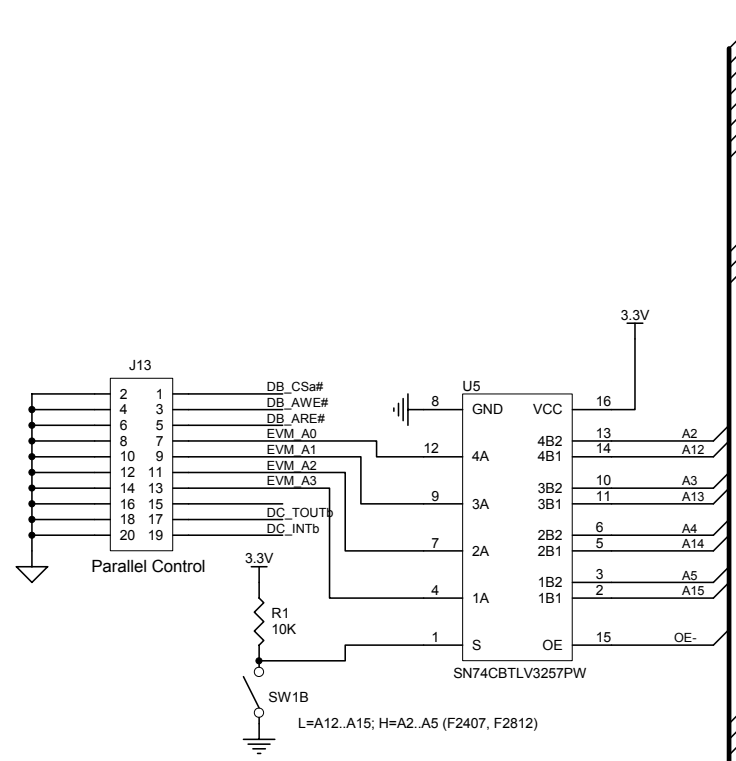 3.3V
J13
U5
2 1 DB_CSa#
4 3 DB_AWE#
6 5 DB_ARE#
8 7 EVM_A0
10 9 EVM_A1
12 11 EVM_A2
14 13 EVM_A3
16 15
18 17 DC_TOUTb
20 19 DC_INTb
Parallel Control
8 GND VCC 16
4B2 13 A2
12 4A 4B1 14 A12
3B2 10 A3
9 3A 3B1 11 A13
2B2 6 A4
7 2A 2B1 5 A14
1B2 3 A5
4 1A 1B1 2 A15
1 S OE 15 OE-
SN74CBTLV3257PW
3.3V
R1
10K
SW1B
L=A12..A15; H=A2..A5 (F2407, F2812)